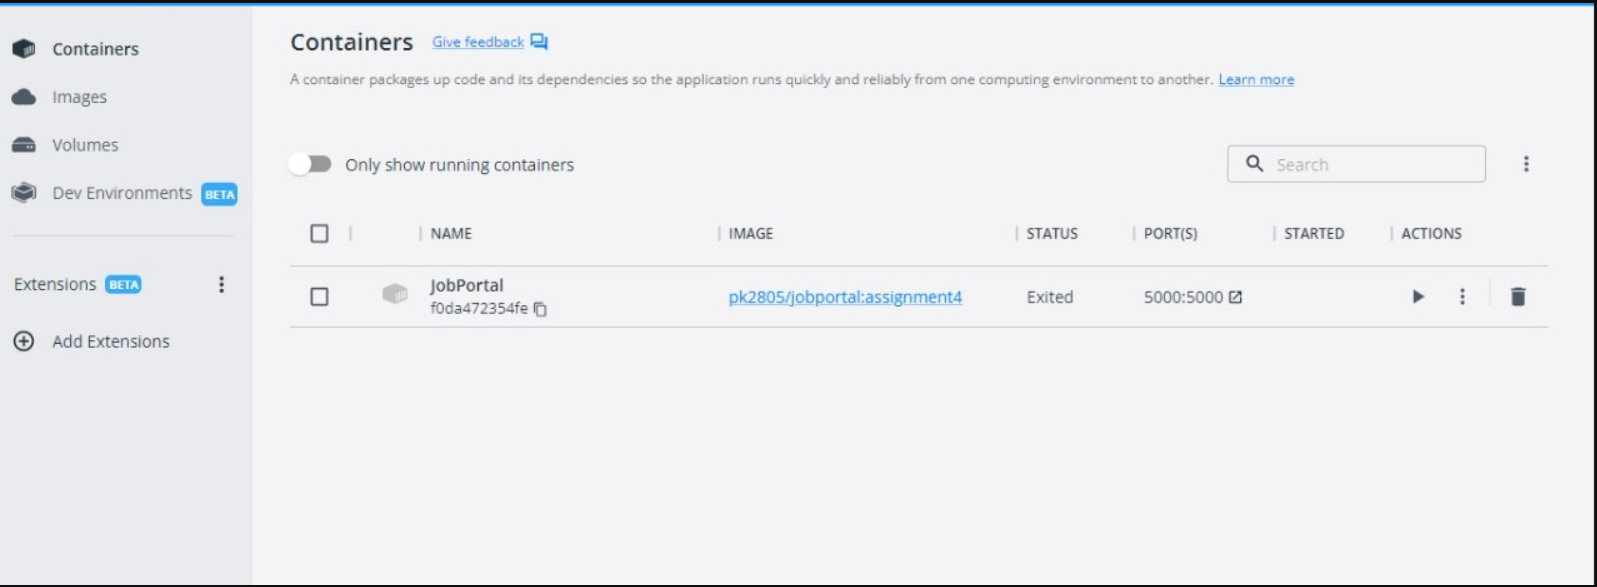 Containers
Images
Volumes
Dev Environments BETA
Extensions BETA
Add Extensions
Containers Give feedback
A container packages up code and its dependencies so the application runs quickly and reliably from one computing environment to another. Learn more
Only show running containers
Search
NAME IMAGE STATUS PORT(S) STARTED ACTIONS
JobPortal
f0da472354fe
pk2805/jobportal:assignment4 Exited 5000:5000